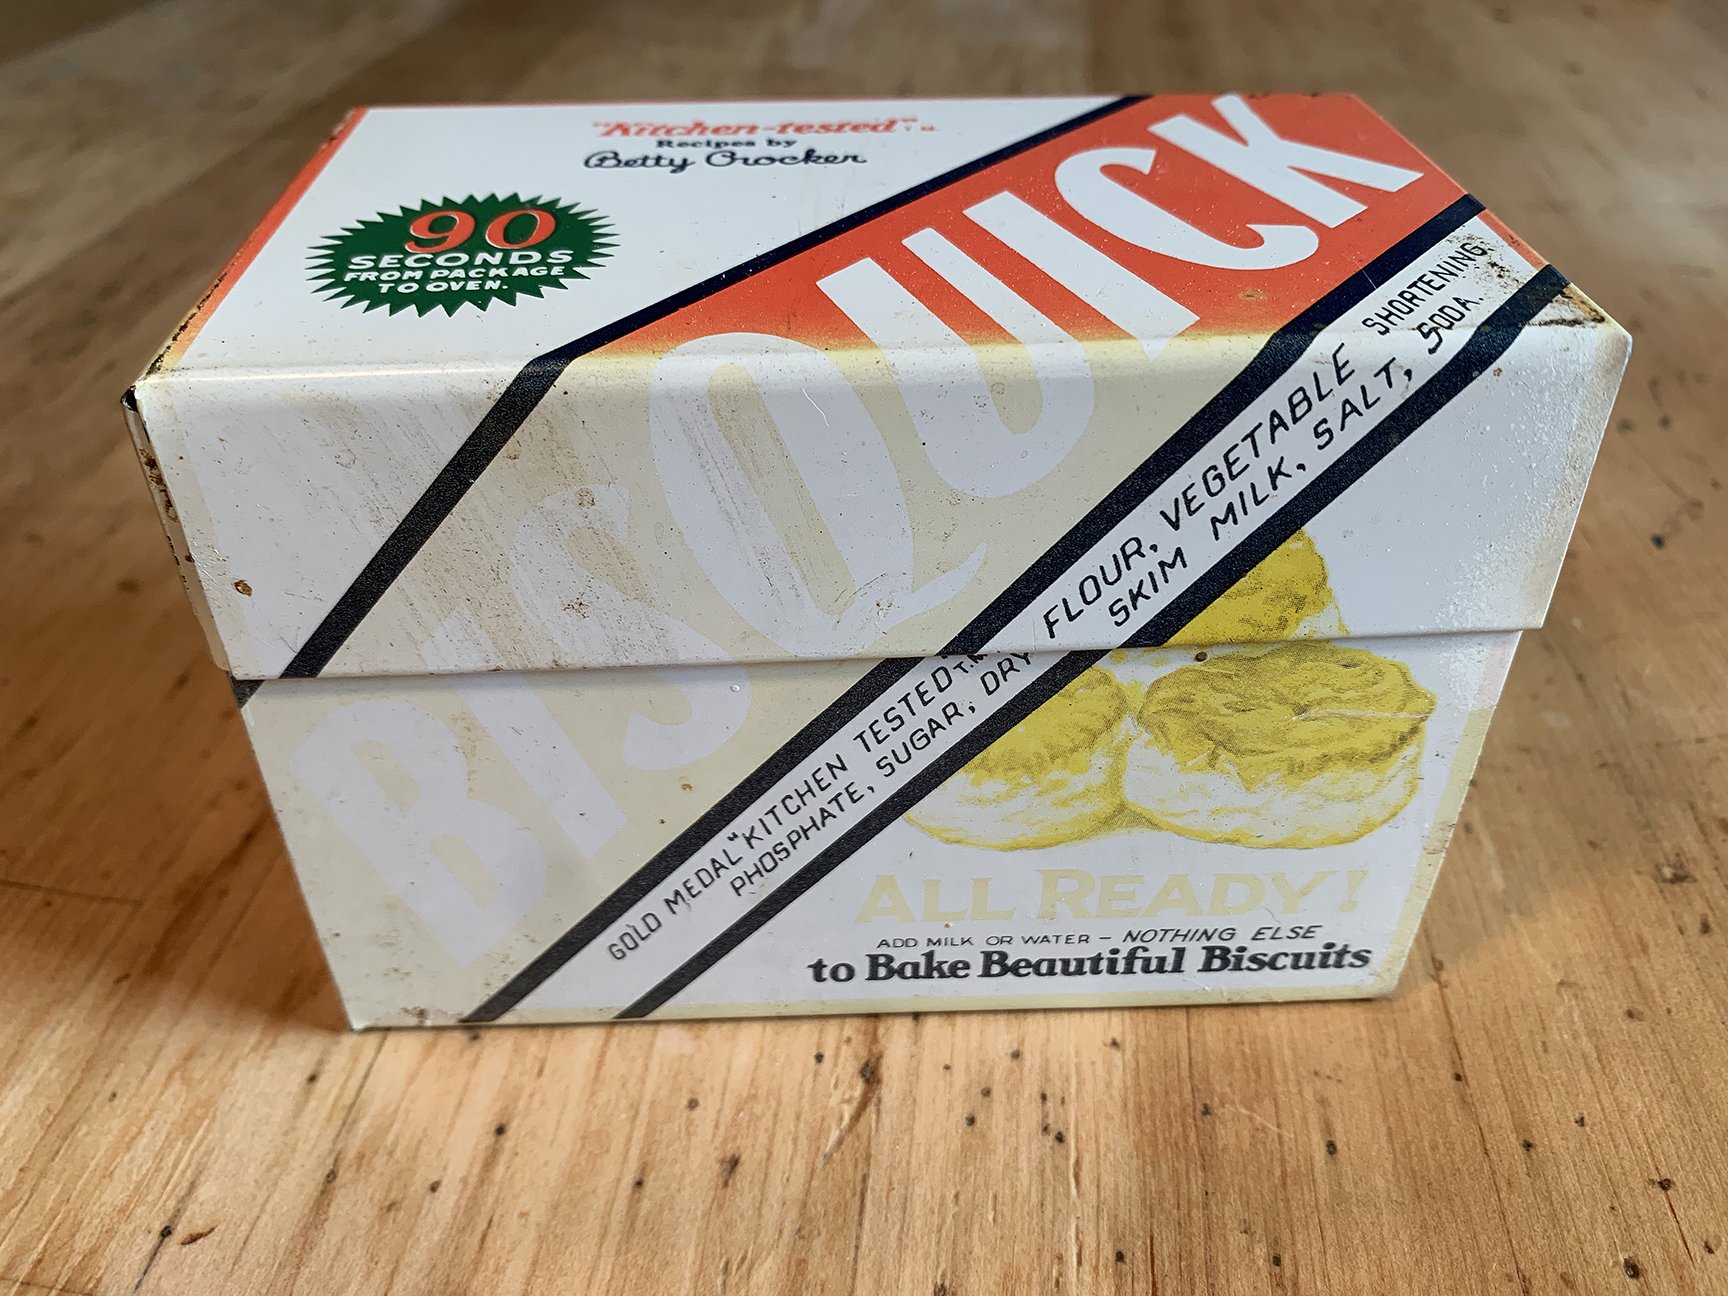 "Kitchen-tested" T.M.
Recipes by
Betty Crocker
90
SECONDS
FROM PACKAGE
TO OVEN.
BISQUICK
GOLD MEDAL "KITCHEN TESTED T.M. FLOUR, VEGETABLE SHORTENING,
PHOSPHATE, SUGAR, DRY SKIM MILK, SALT, SODA.
ALL READY!
ADD MILK OR WATER – NOTHING ELSE
to Bake Beautiful Biscuits